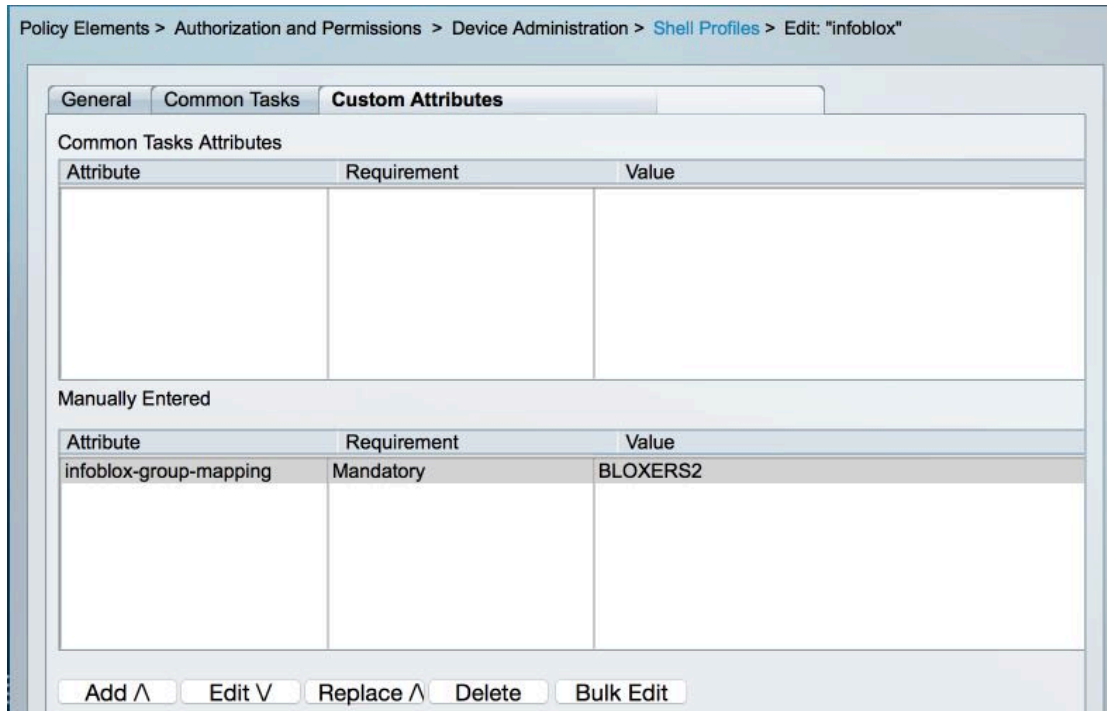 Policy Elements > Authorization and Permissions > Device Administration > Shell Profiles > Edit: "infoblox"
General Common Tasks Custom Attributes
Common Tasks Attributes
Attribute Requirement Value
Manually Entered
Attribute Requirement Value
infoblox-group-mapping Mandatory BLOXERS2
Add Λ Edit V Replace Λ Delete Bulk Edit